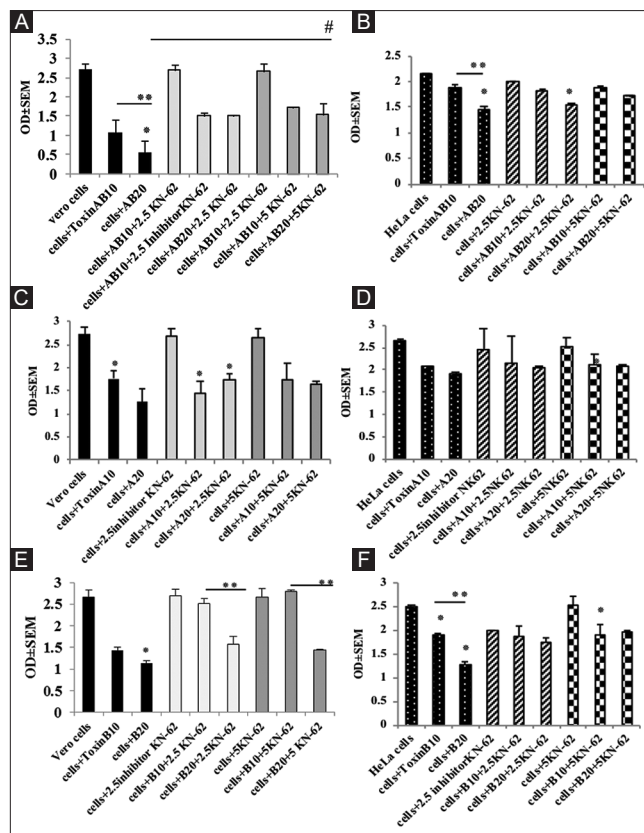 A
#
3.5
3
2.5
2
1.5
1
0.5
0
OD±SEM
**
*
vero cells
cells+ToxinAB10
cells+AB20
cells+AB10+2.5 KN-62
cells+AB10+2.5 InhibitorKN-62
cells+AB20+2.5 KN-62
cells+AB10+2.5 KN-62
cells+AB10+5 KN-62
cells+AB20+5KN-62
B
2.5
2
1.5
1
0.5
0
OD±SEM
**
*
*
HeLa cells
cells+ToxinAB10
cells+AB20
cells+2.5KN-62
cells+AB10+2.5KN-62
cells+AB20+2.5KN-62
cells+AB10+5KN-62
cells+AB20+5KN-62
C
3
2.5
2
1.5
1
0.5
0
OD±SEM
*
*
*
Vero cells
cells+ToxinA10
cells+A20
cells+2.5inhibitor KN-62
cells+A10+2.5KN-62
cells+A20+2.5KN-62
cells+5KN-62
cells+A10+5KN-62
cells+A20+5KN-62
D
3
2.5
2
1.5
1
0.5
0
OD±SEM
*
HeLa cells
cells+ToxinA10
cells+A20
cells+2.5inhibitor NK62
cells+A10+2.5NK62
cells+A20+2.5NK62
cells+5NK62
cells+A10+5NK62
cells+A20+5NK62
E
3
2.5
2
1.5
1
0.5
0
OD±SEM
*
**
**
Vero cells
cells+ToxinB10
cells+B20
cells+2.5inhibitor KN-62
cells+B10+2.5 KN-62
cells+B20+2.5KN-62
cells+5KN-62
cells+B10+5KN-62
cells+B20+5 KN-62
F
3
2.5
2
1.5
1
0.5
0
OD±SEM
**
*
*
*
HeLa cells
cells+ToxinB10
cells+B20
cells+2.5 inhibitorKN-62
cells+B10+2.5KN-62
cells+B20+2.5KN-62
cells+5KN-62
cells+B10+5KN-62
cells+B20+5KN-62